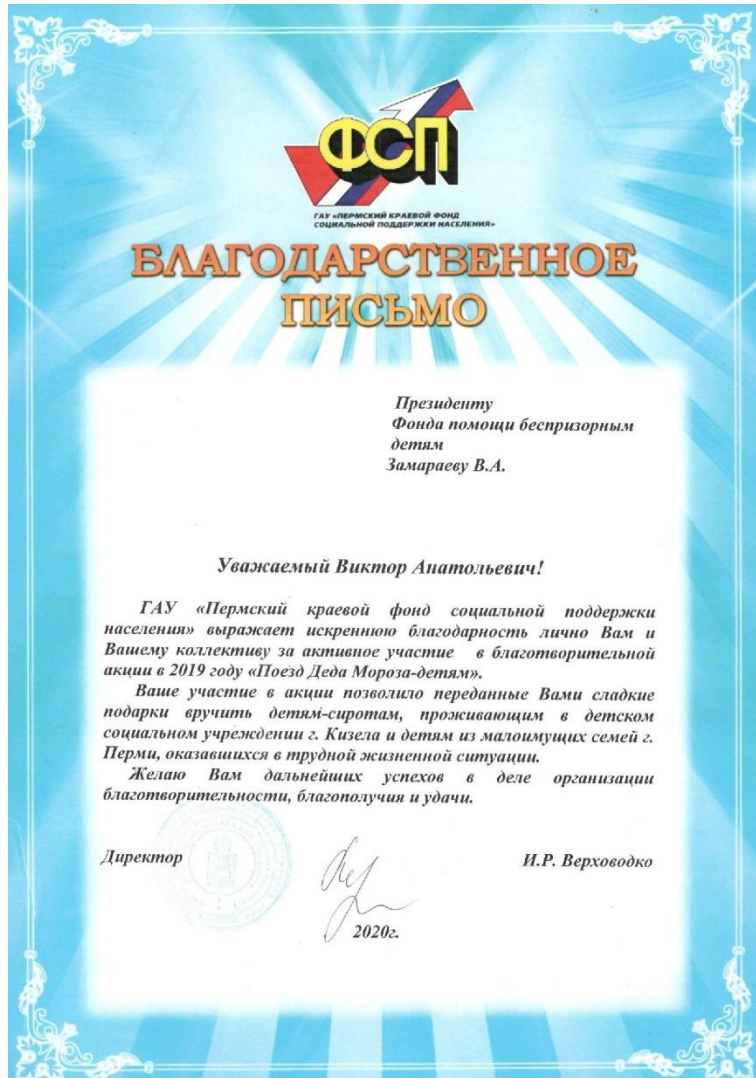 ФСП
ГАУ «ПЕРМСКИЙ КРАЕВОЙ ФОНД
СОЦИАЛЬНОЙ ПОДДЕРЖКИ НАСЕЛЕНИЯ»
БЛАГОДАРСТВЕННОЕ
ПИСЬМО
Президенту
Фонда помощи беспризорным
детям
Замараеву В.А.
Уважаемый Виктор Анатольевич!
ГАУ «Пермский краевой фонд социальной поддержки
населения» выражает искреннюю благодарность лично Вам и
Вашему коллективу за активное участие в благотворительной
акции в 2019 году «Поезд Деда Мороза-детям».
Ваше участие в акции позволило переданные Вами сладкие
подарки вручить детям-сиротам, проживающим в детском
социальном учреждении г. Кизела и детям из малоимущих семей г.
Перми, оказавшихся в трудной жизненной ситуации.
Желаю Вам дальнейших успехов в деле организации
благотворительности, благополучия и удачи.
Директор И.Р. Верховодко
2020г.